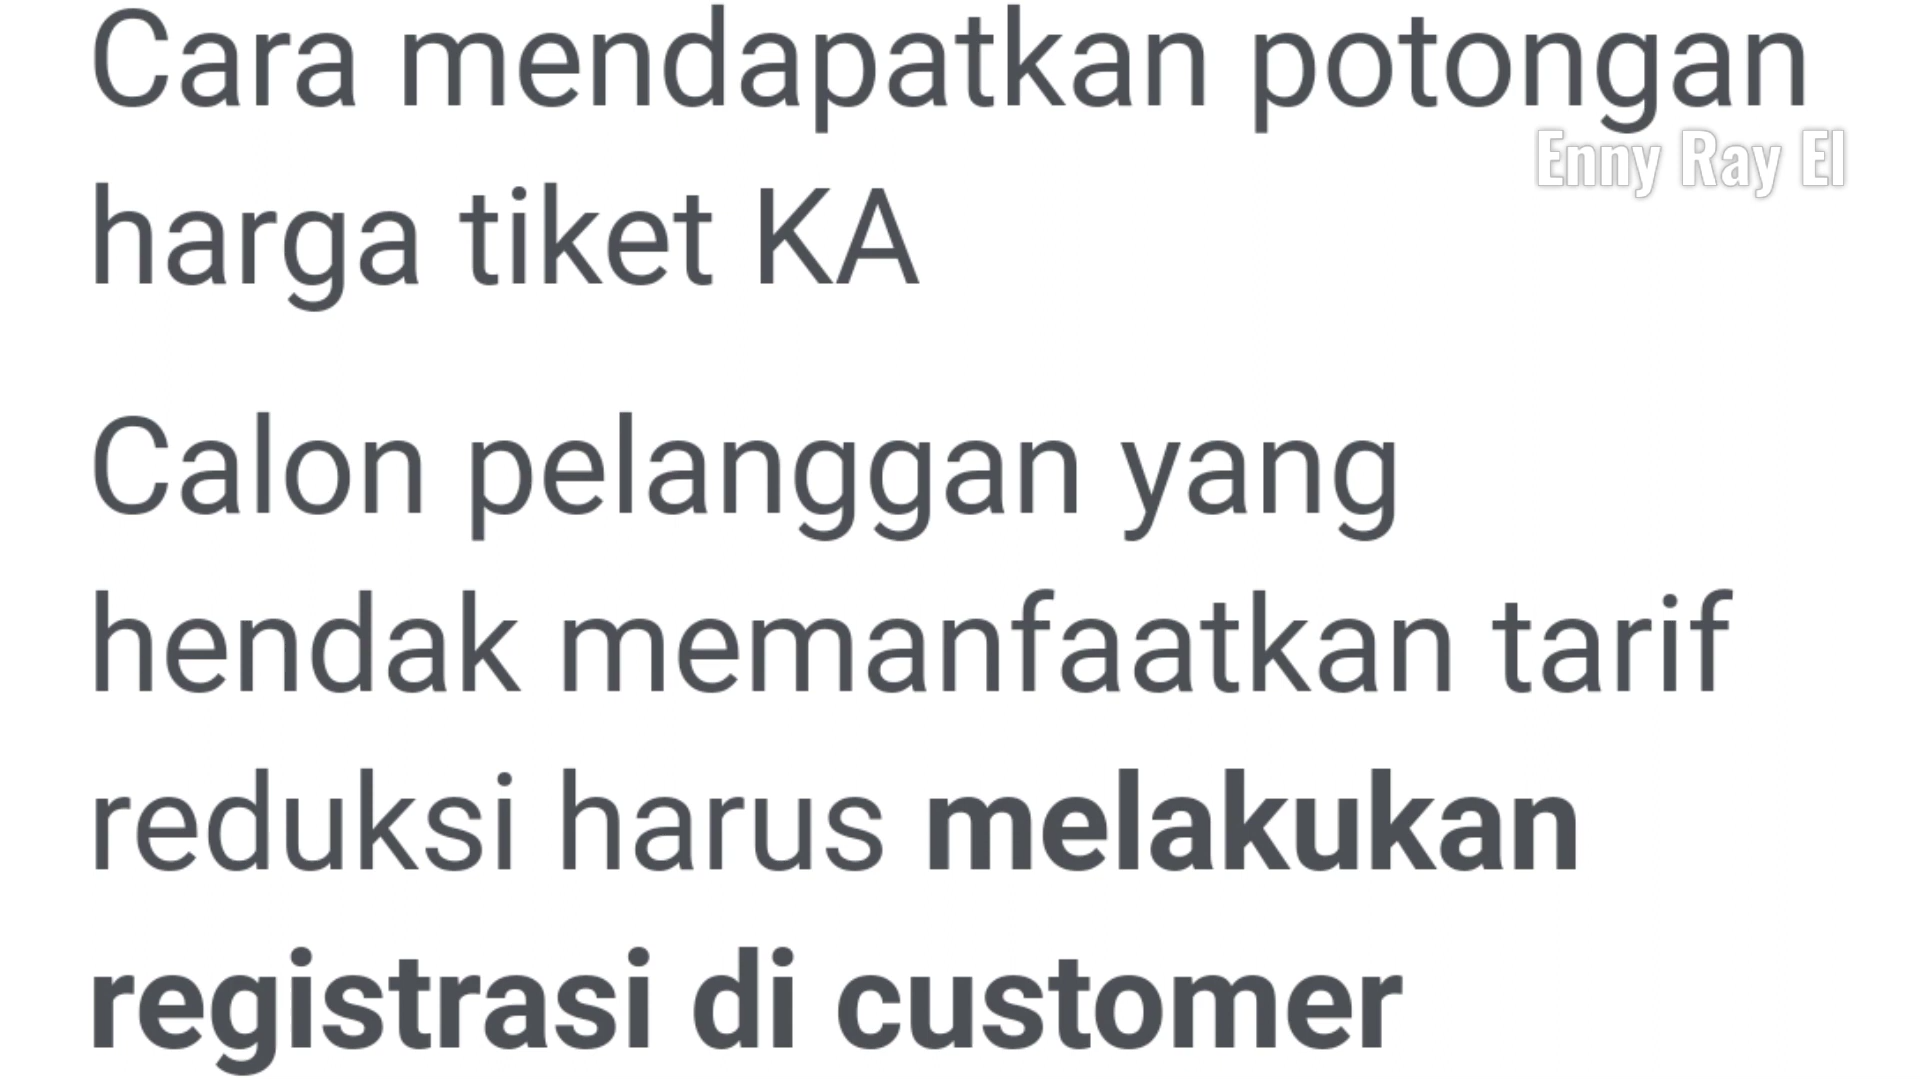 Cara mendapatkan potongan
Enny Ray El
harga tiket KA
Calon pelanggan yang
hendak memanfaatkan tarif
reduksi harus melakukan
registrasi di customer